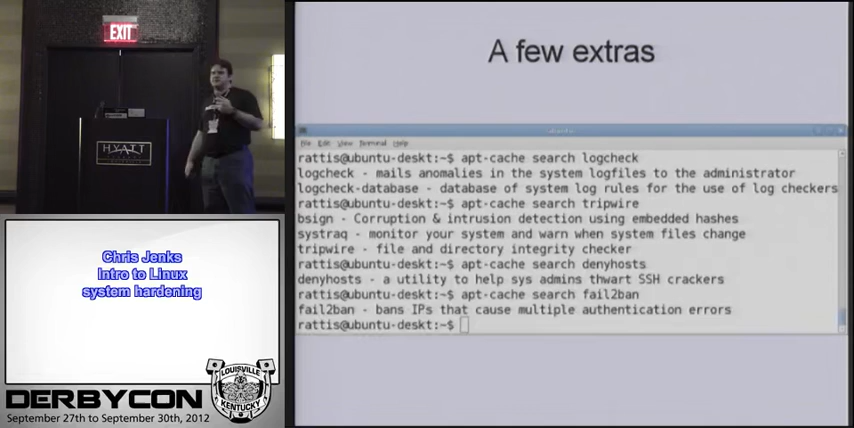 EXIT
HYATT
Chris Jenks
Intro to Linux
system hardening
LOUISVILLE
KENTUCKY
DERBYCON
September 27th to September 30th, 2012
A few extras
ubuntu
File Edit View Terminal Help
rattis@ubuntu-deskt:~$ apt-cache search logcheck
logcheck - mails anomalies in the system logfiles to the administrator
logcheck-database - database of system log rules for the use of log checkers
rattis@ubuntu-deskt:~$ apt-cache search tripwire
bsign - Corruption & intrusion detection using embedded hashes
systraq - monitor your system and warn when system files change
tripwire - file and directory integrity checker
rattis@ubuntu-deskt:~$ apt-cache search denyhosts
denyhosts - a utility to help sys admins thwart SSH crackers
rattis@ubuntu-deskt:~$ apt-cache search fail2ban
fail2ban - bans IPs that cause multiple authentication errors
rattis@ubuntu-deskt:~$